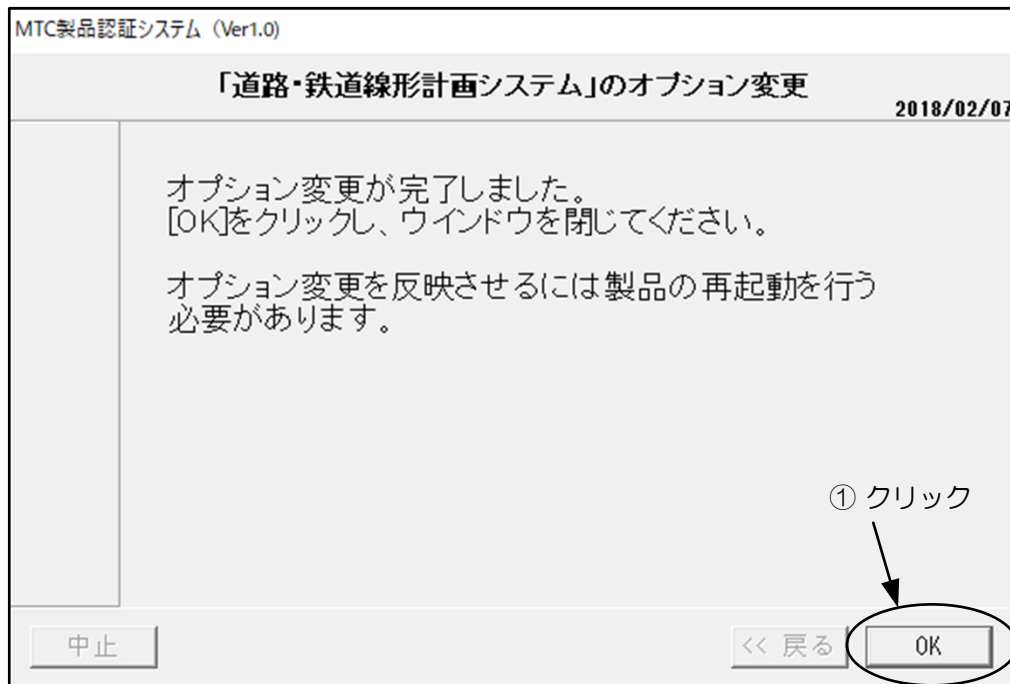 MTC製品認証システム（Ver1.0）
「道路・鉄道線形計画システム」のオプション変更
2018/02/07
オプション変更が完了しました。
[OK]をクリックし、ウインドウを閉じてください。
オプション変更を反映させるには製品の再起動を行う
必要があります。
① クリック
中止
<< 戻る
OK